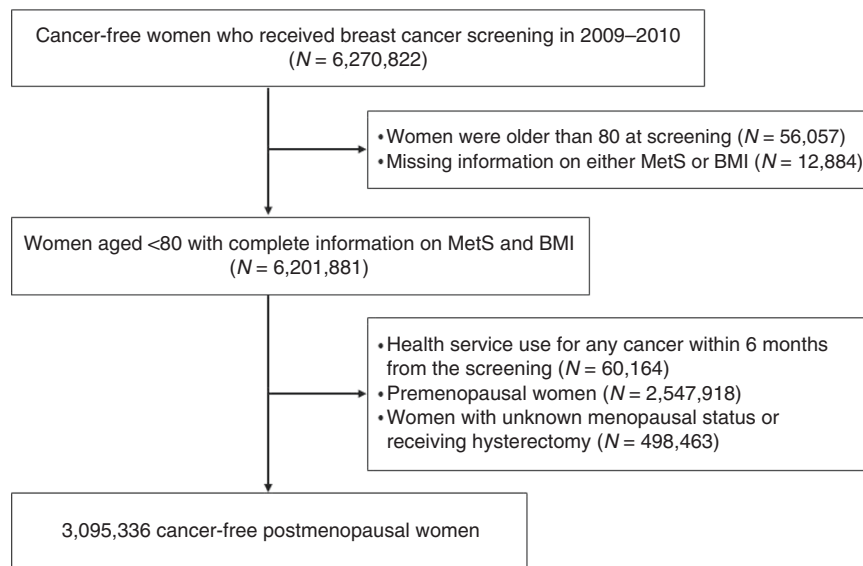 Cancer-free women who received breast cancer screening in 2009–2010
(N = 6,270,822)
•Women were older than 80 at screening (N = 56,057)
•Missing information on either MetS or BMI (N = 12,884)
Women aged <80 with complete information on MetS and BMI
(N = 6,201,881)
•Health service use for any cancer within 6 months
from the screening (N = 60,164)
•Premenopausal women (N = 2,547,918)
•Women with unknown menopausal status or
receiving hysterectomy (N = 498,463)
3,095,336 cancer-free postmenopausal women